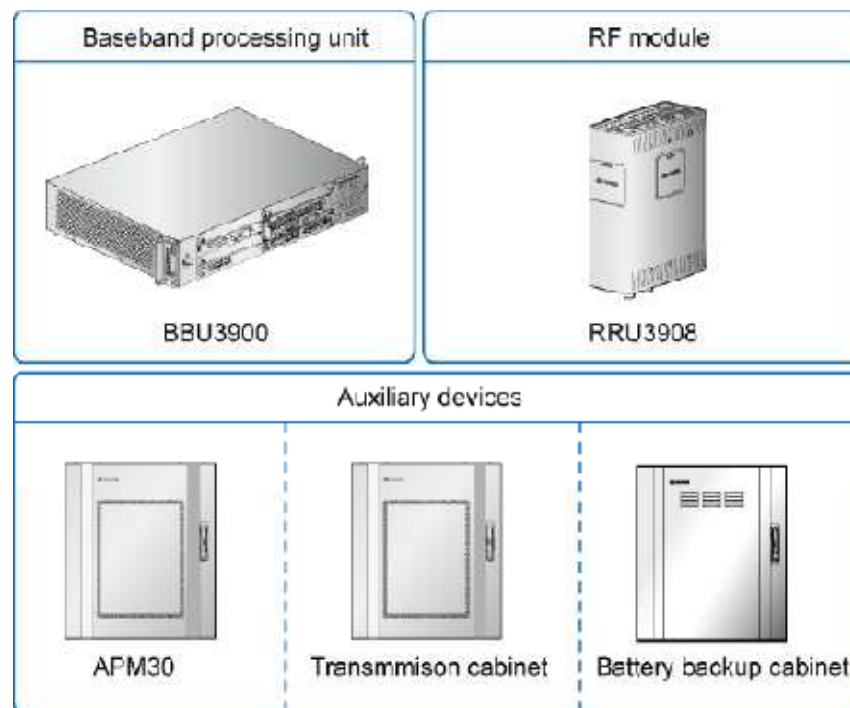 Baseband processing unit
RF module
BBU3900
RRU3908
Auxiliary devices
APM30
Transmmison cabinet
Battery backup cabinet